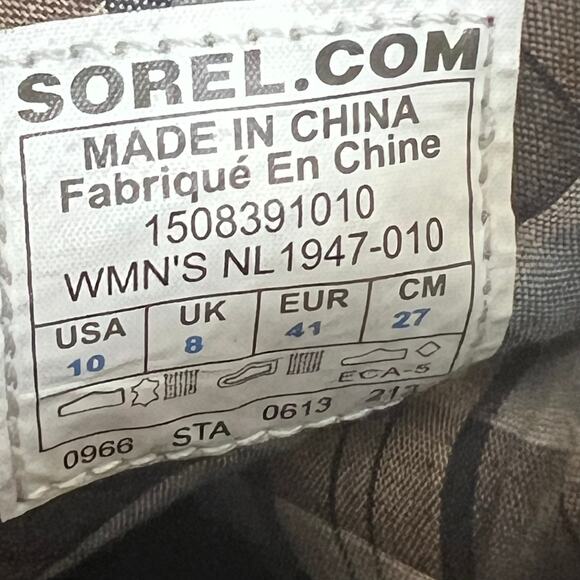 SOREL.COM
MADE IN CHINA
Fabriqué En Chine
1508391010
WMN'S NL1947-010
USA UK EUR CM
10 8 41 27
ECA-5
0966 STA 0613